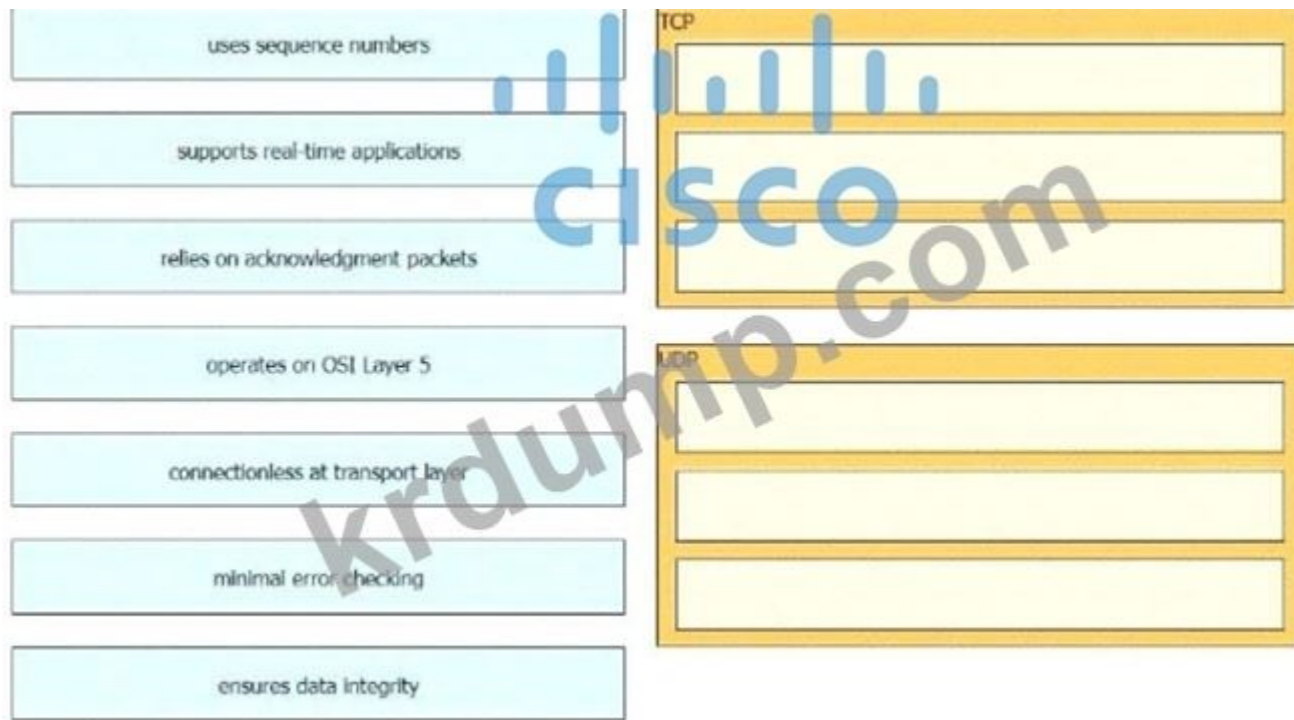 uses sequence numbers
supports real-time applications
relies on acknowledgment packets
operates on OSI Layer 5
connectionless at transport layer
minimal error checking
ensures data integrity
TCP
UDP
CISCO
krdump.com